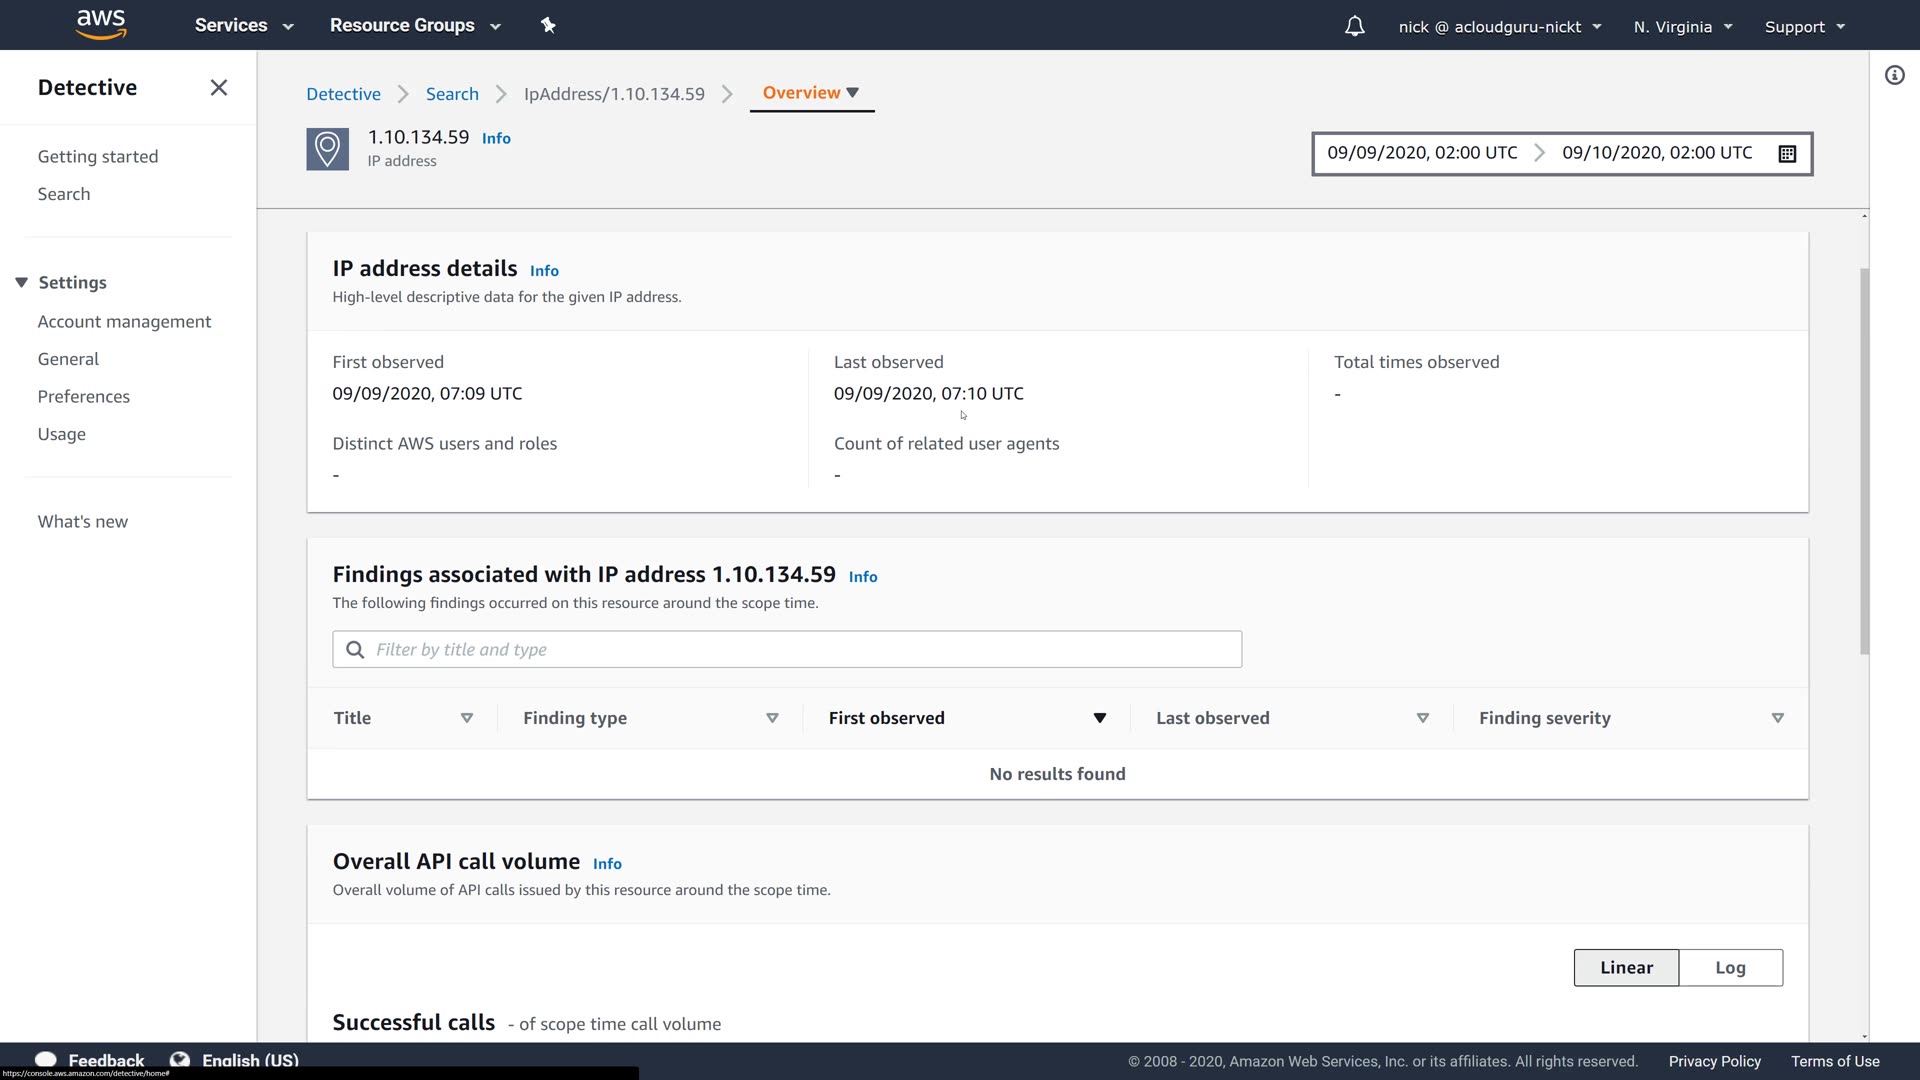 aws Services Resource Groups nick @ acloudguru-nickt N. Virginia Support
Detective
Getting started
Search
Settings
Account management
General
Preferences
Usage
What's new
Detective Search IpAddress/1.10.134.59 Overview
1.10.134.59 Info
IP address
09/09/2020, 02:00 UTC 09/10/2020, 02:00 UTC
IP address details Info
High-level descriptive data for the given IP address.
First observed
09/09/2020, 07:09 UTC
Last observed
09/09/2020, 07:10 UTC
Total times observed
-
Distinct AWS users and roles
-
Count of related user agents
-
Findings associated with IP address 1.10.134.59 Info
The following findings occurred on this resource around the scope time.
Filter by title and type
Title Finding type First observed Last observed Finding severity
No results found
Overall API call volume Info
Overall volume of API calls issued by this resource around the scope time.
Linear Log
Successful calls - of scope time call volume
Feedback English (US) © 2008 - 2020, Amazon Web Services, Inc. or its affiliates. All rights reserved. Privacy Policy Terms of Use
https://console.aws.amazon.com/detective/home#